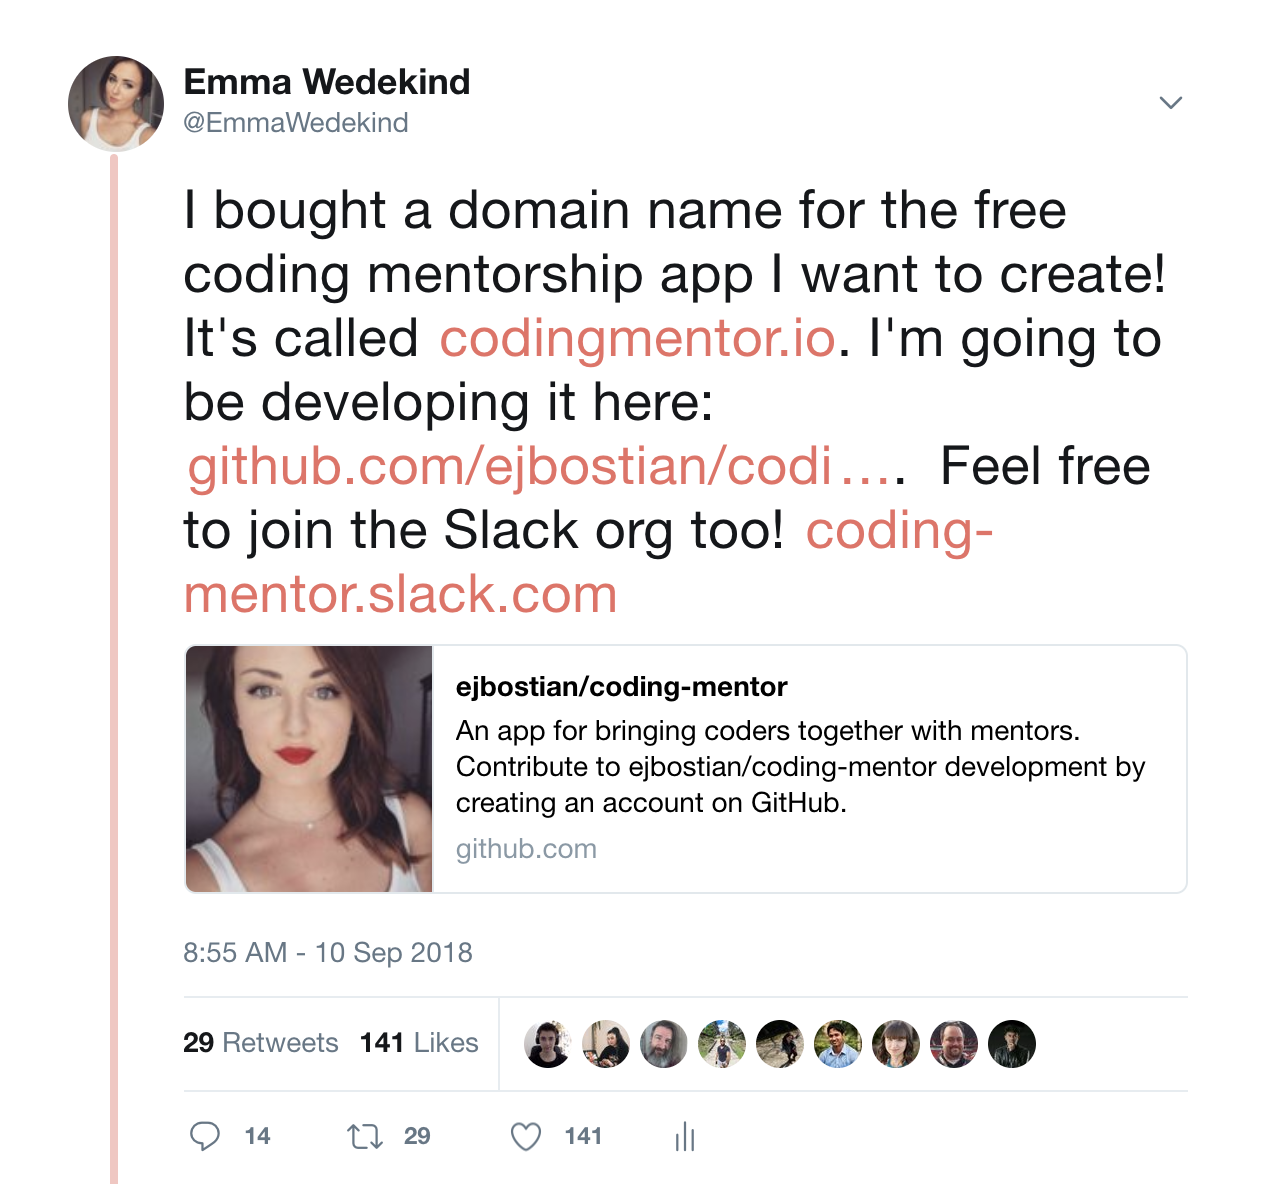 Emma Wedekind
@EmmaWedekind
I bought a domain name for the free
coding mentorship app I want to create!
It's called codingmentor.io. I'm going to
be developing it here:
github.com/ejbostian/codi…. Feel free
to join the Slack org too! coding-
mentor.slack.com
ejbostian/coding-mentor
An app for bringing coders together with mentors.
Contribute to ejbostian/coding-mentor development by
creating an account on GitHub.
github.com
8:55 AM - 10 Sep 2018
29 Retweets 141 Likes
14 29 141